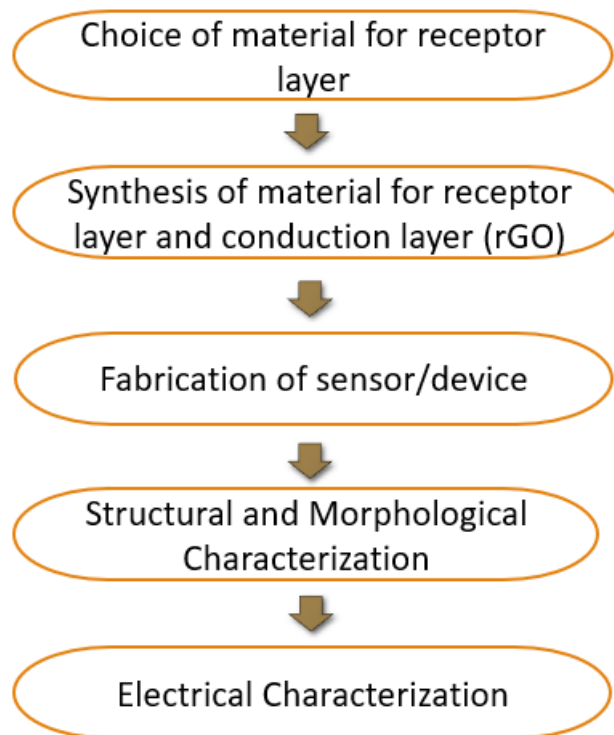 Choice of material for receptor
layer
Synthesis of material for receptor
layer and conduction layer (rGO)
Fabrication of sensor/device
Structural and Morphological
Characterization
Electrical Characterization